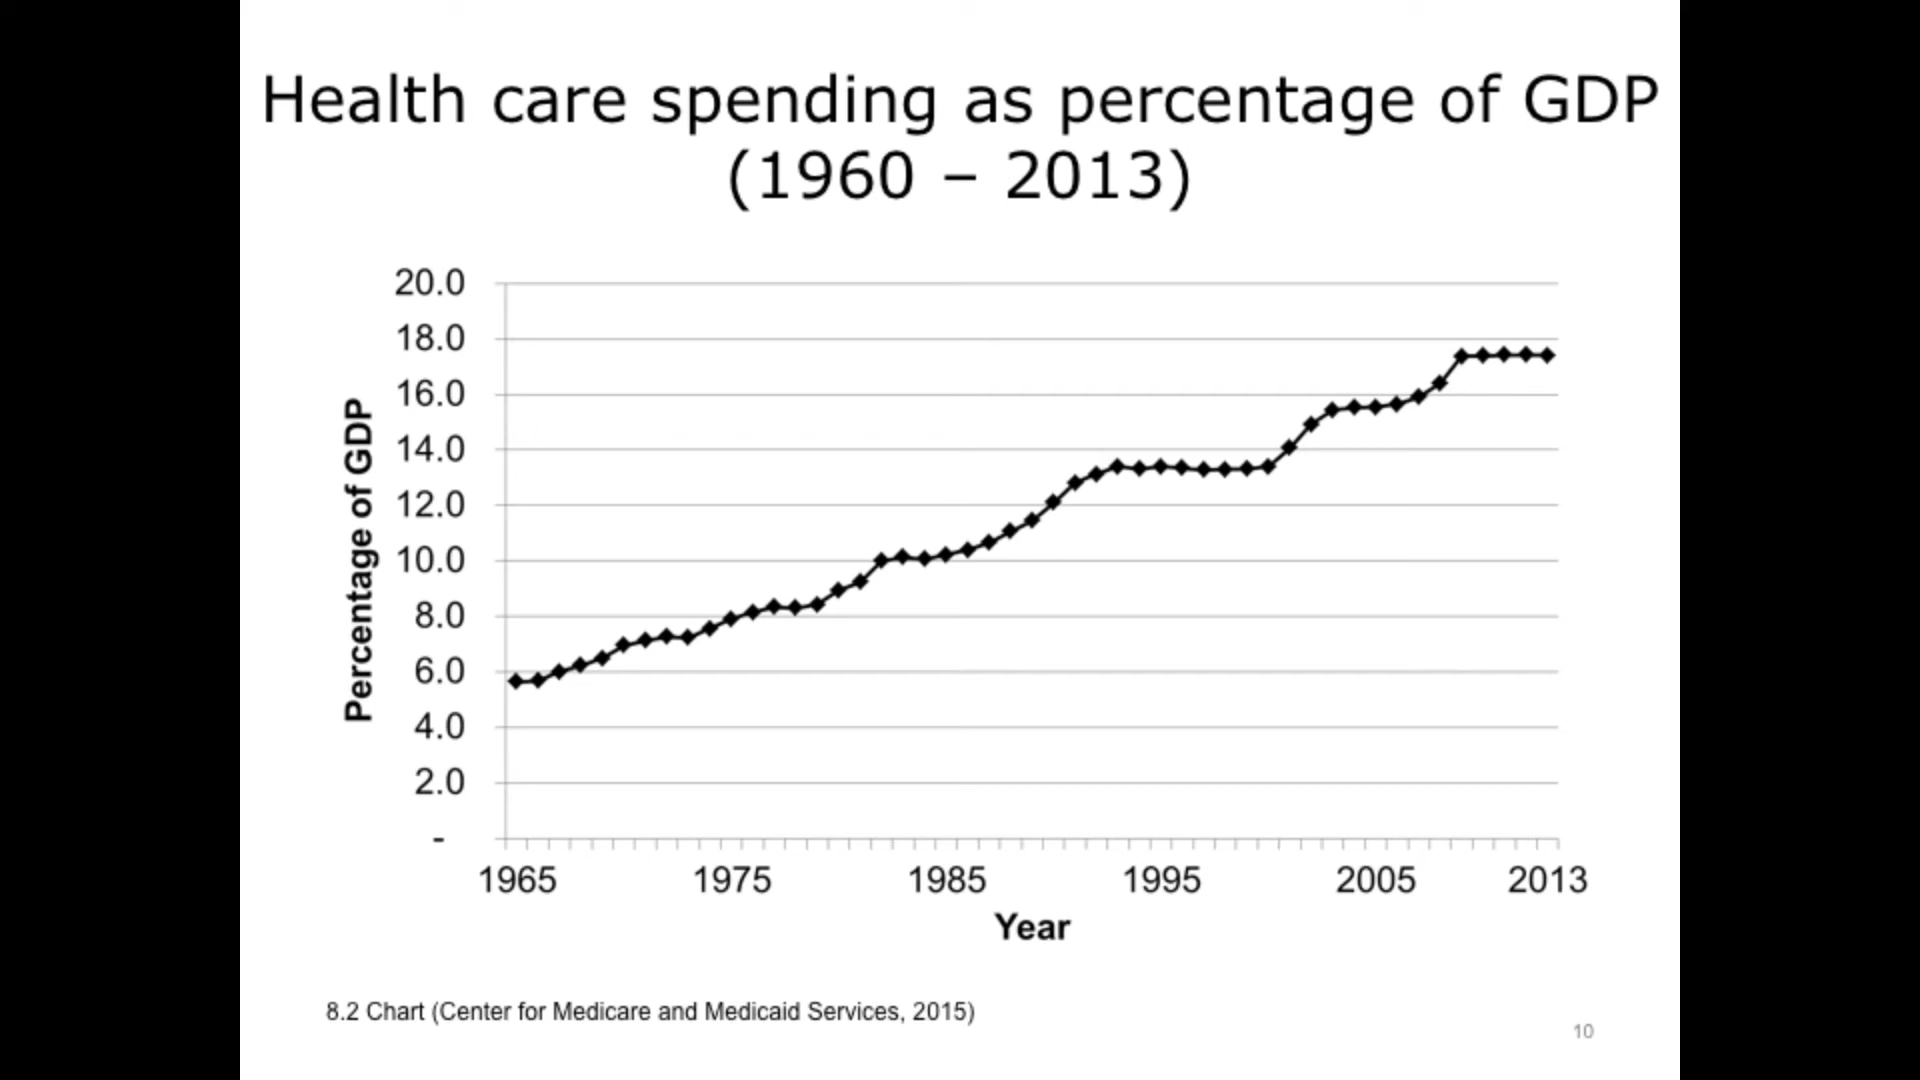 Health care spending as percentage of GDP
(1960 – 2013)
20.0
18.0
16.0
14.0
12.0
10.0
8.0
6.0
4.0
2.0
-
Percentage of GDP
1965 1975 1985 1995 2005 2013
Year
8.2 Chart (Center for Medicare and Medicaid Services, 2015)
10